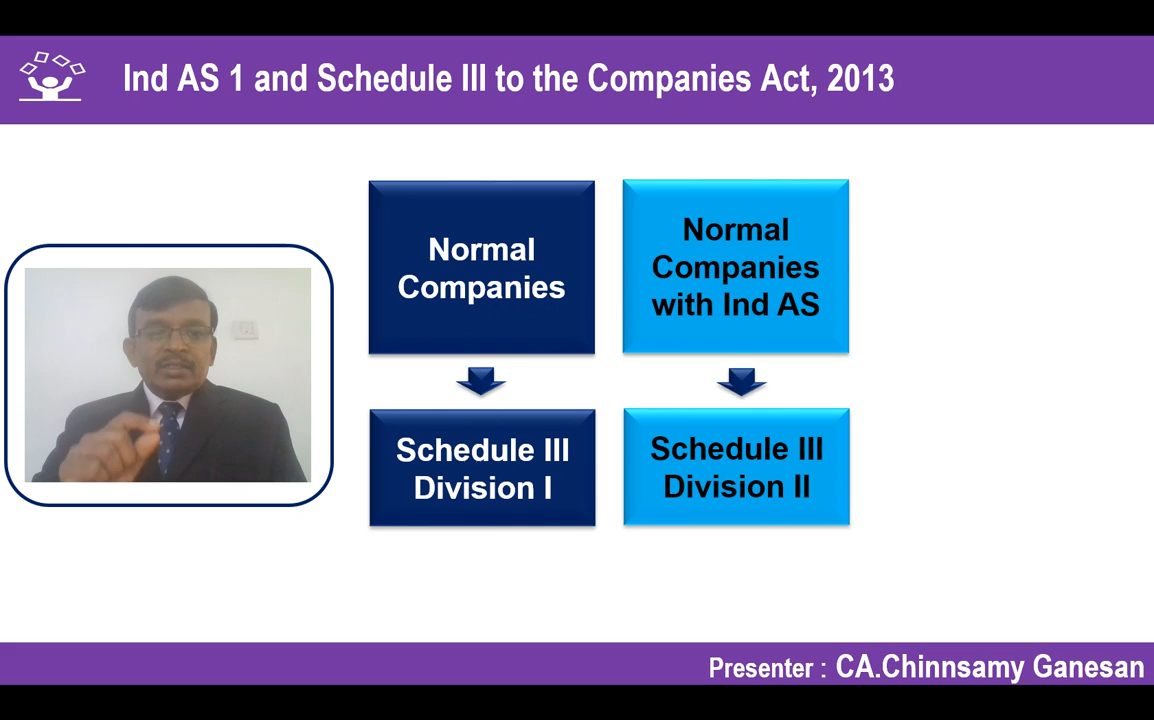 Ind AS 1 and Schedule III to the Companies Act, 2013
Normal
Companies
Normal
Companies
with Ind AS
Schedule III
Division I
Schedule III
Division II
Presenter : CA.Chinnsamy Ganesan